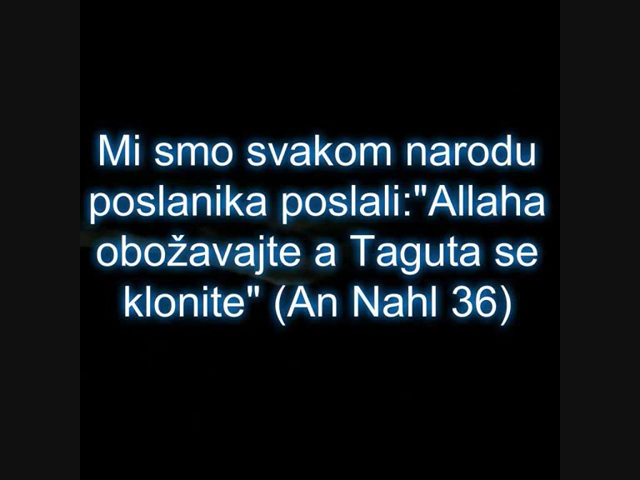 Mi smo svakom narodu
poslanika poslali:"Allaha
obožavajte a Taguta se
klonite" (An Nahl 36)